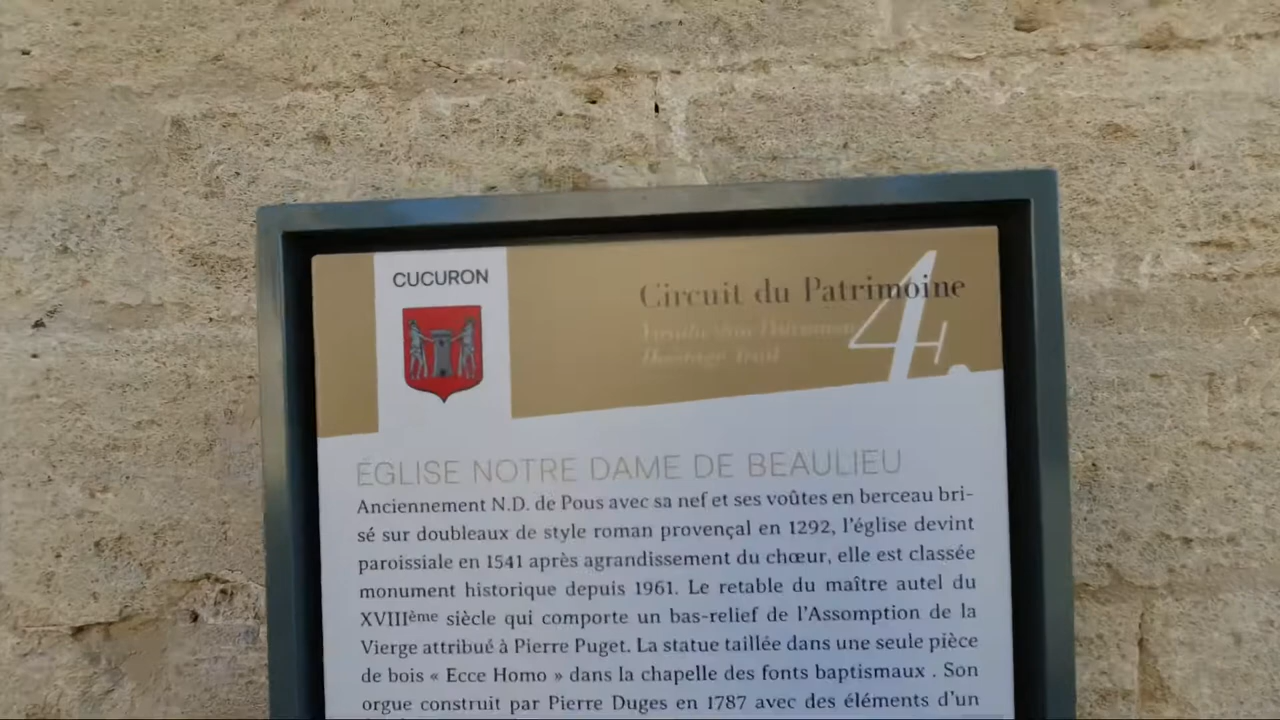 CUCURON
Circuit du Patrimoine
4.
Heritage Trail
ÉGLISE NOTRE DAME DE BEAULIEU
Anciennement N.D. de Pous avec sa nef et ses voûtes en berceau bri-
sé sur doubleaux de style roman provençal en 1292, l'église devint
paroissiale en 1541 après agrandissement du chœur, elle est classée
monument historique depuis 1961. Le retable du maître autel du
XVIIIème siècle qui comporte un bas-relief de l'Assomption de la
Vierge attribué à Pierre Puget. La statue taillée dans une seule pièce
de bois « Ecce Homo » dans la chapelle des fonts baptismaux . Son
orgue construit par Pierre Duges en 1787 avec des éléments d'un